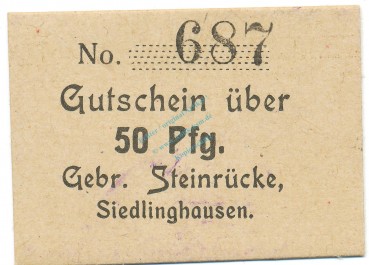 No. 687
Gutschein über
50 Pfg.
Gebr. Steinrücke,
Siedlinghausen.